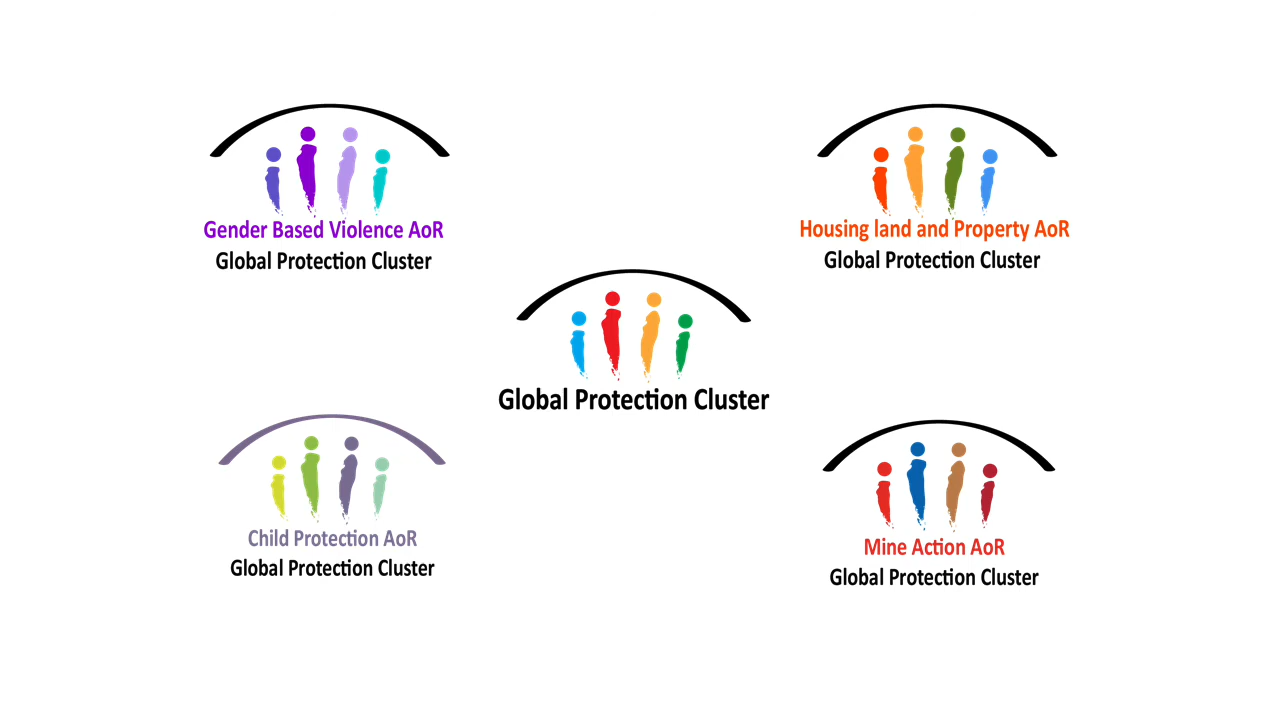 Gender Based Violence AoR
Global Protection Cluster
Housing land and Property AoR
Global Protection Cluster
Global Protection Cluster
Child Protection AoR
Global Protection Cluster
Mine Action AoR
Global Protection Cluster